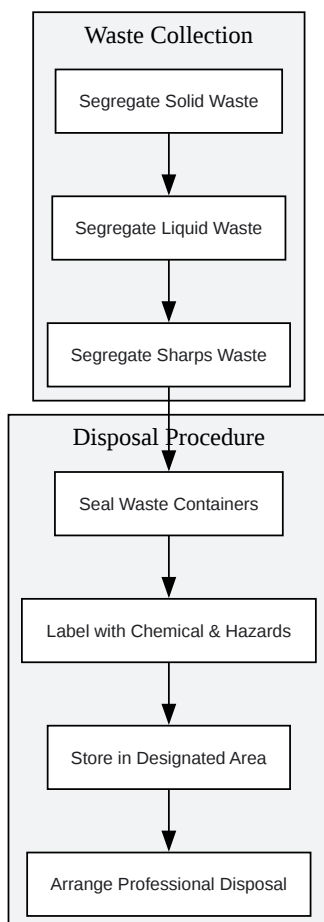 Waste Collection
Segregate Solid Waste
Segregate Liquid Waste
Segregate Sharps Waste
Disposal Procedure
Seal Waste Containers
Label with Chemical & Hazards
Store in Designated Area
Arrange Professional Disposal